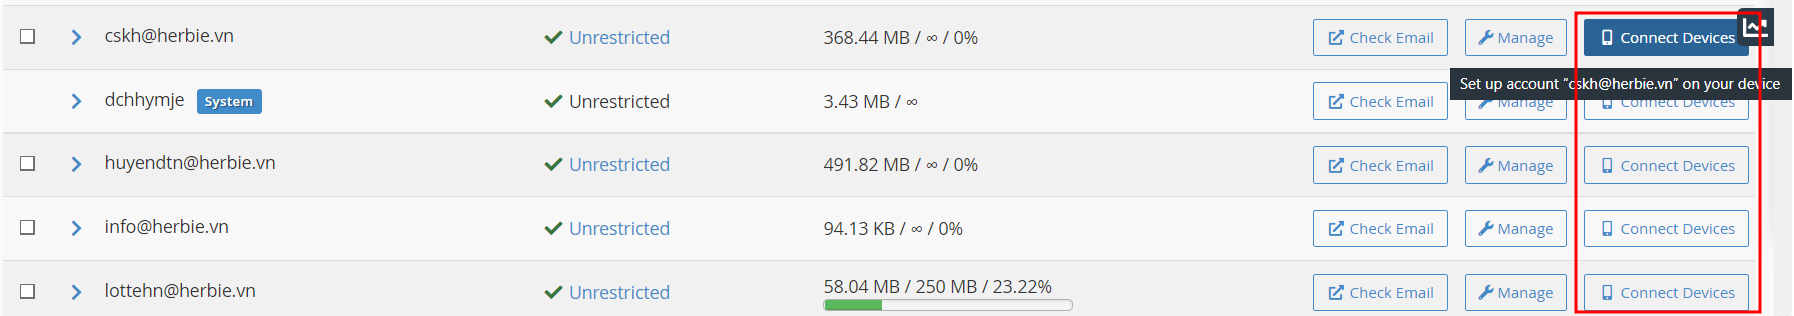 cskh@herbie.vn Unrestricted 368.44 MB / ∞ / 0% Check Email Manage Connect Devices
Set up account “cskh@herbie.vn” on your device
dchhymje System Unrestricted 3.43 MB / ∞ Check Email Manage Connect Devices
huyendtn@herbie.vn Unrestricted 491.82 MB / ∞ / 0% Check Email Manage Connect Devices
info@herbie.vn Unrestricted 94.13 KB / ∞ / 0% Check Email Manage Connect Devices
lottehn@herbie.vn Unrestricted 58.04 MB / 250 MB / 23.22% Check Email Manage Connect Devices